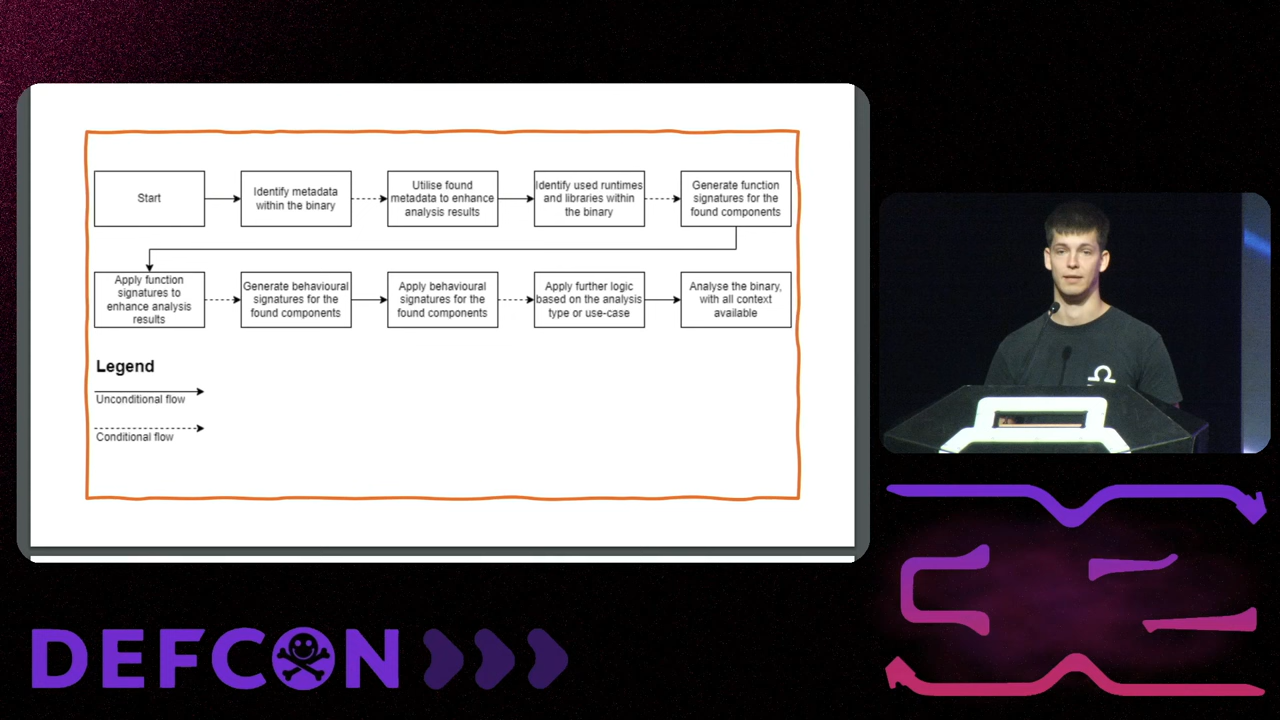 Start
Identify metadata
within the binary
Utilise found
metadata to enhance
analysis results
Identify used runtimes
and libraries within
the binary
Generate function
signatures for the
found components
Apply function
signatures to
enhance analysis
results
Generate behavioural
signatures for the
found components
Apply behavioural
signatures for the
found components
Apply further logic
based on the analysis
type or use-case
Analyse the binary,
with all context
available
Legend
Unconditional flow
Conditional flow
DEFCON